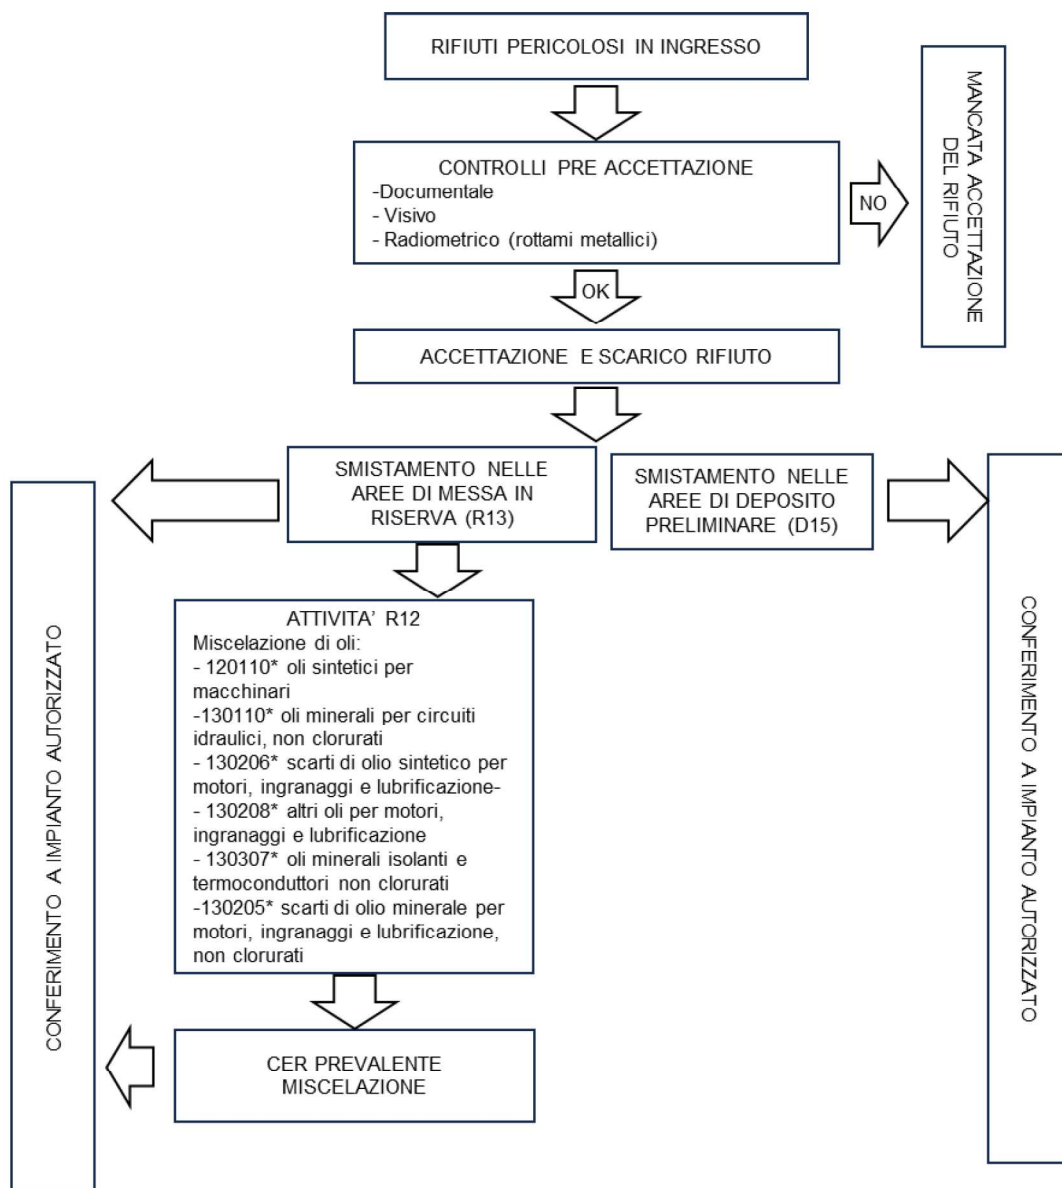 RIFIUTI PERICOLOSI IN INGRESSO
CONTROLLI PRE ACCETTAZIONE
-Documentale
- Visivo
- Radiometrico (rottami metallici)
NO
MANCATA ACCETTAZIONE
DEL RIFIUTO
OK
ACCETTAZIONE E SCARICO RIFIUTO
SMISTAMENTO NELLE
AREE DI MESSA IN
RISERVA (R13)
SMISTAMENTO NELLE
AREE DI DEPOSITO
PRELIMINARE (D15)
ATTIVITA' R12
Miscelazione di oli:
- 120110* oli sintetici per
macchinari
-130110* oli minerali per circuiti
idraulici, non clorurati
- 130206* scarti di olio sintetico per
motori, ingranaggi e lubrificazione-
- 130208* altri oli per motori,
ingranaggi e lubrificazione
- 130307* oli minerali isolanti e
termoconduttori non clorurati
-130205* scarti di olio minerale per
motori, ingranaggi e lubrificazione,
non clorurati
CER PREVALENTE
MISCELAZIONE
CONFERIMENTO A IMPIANTO AUTORIZZATO
CONFERIMENTO A IMPIANTO AUTORIZZATO